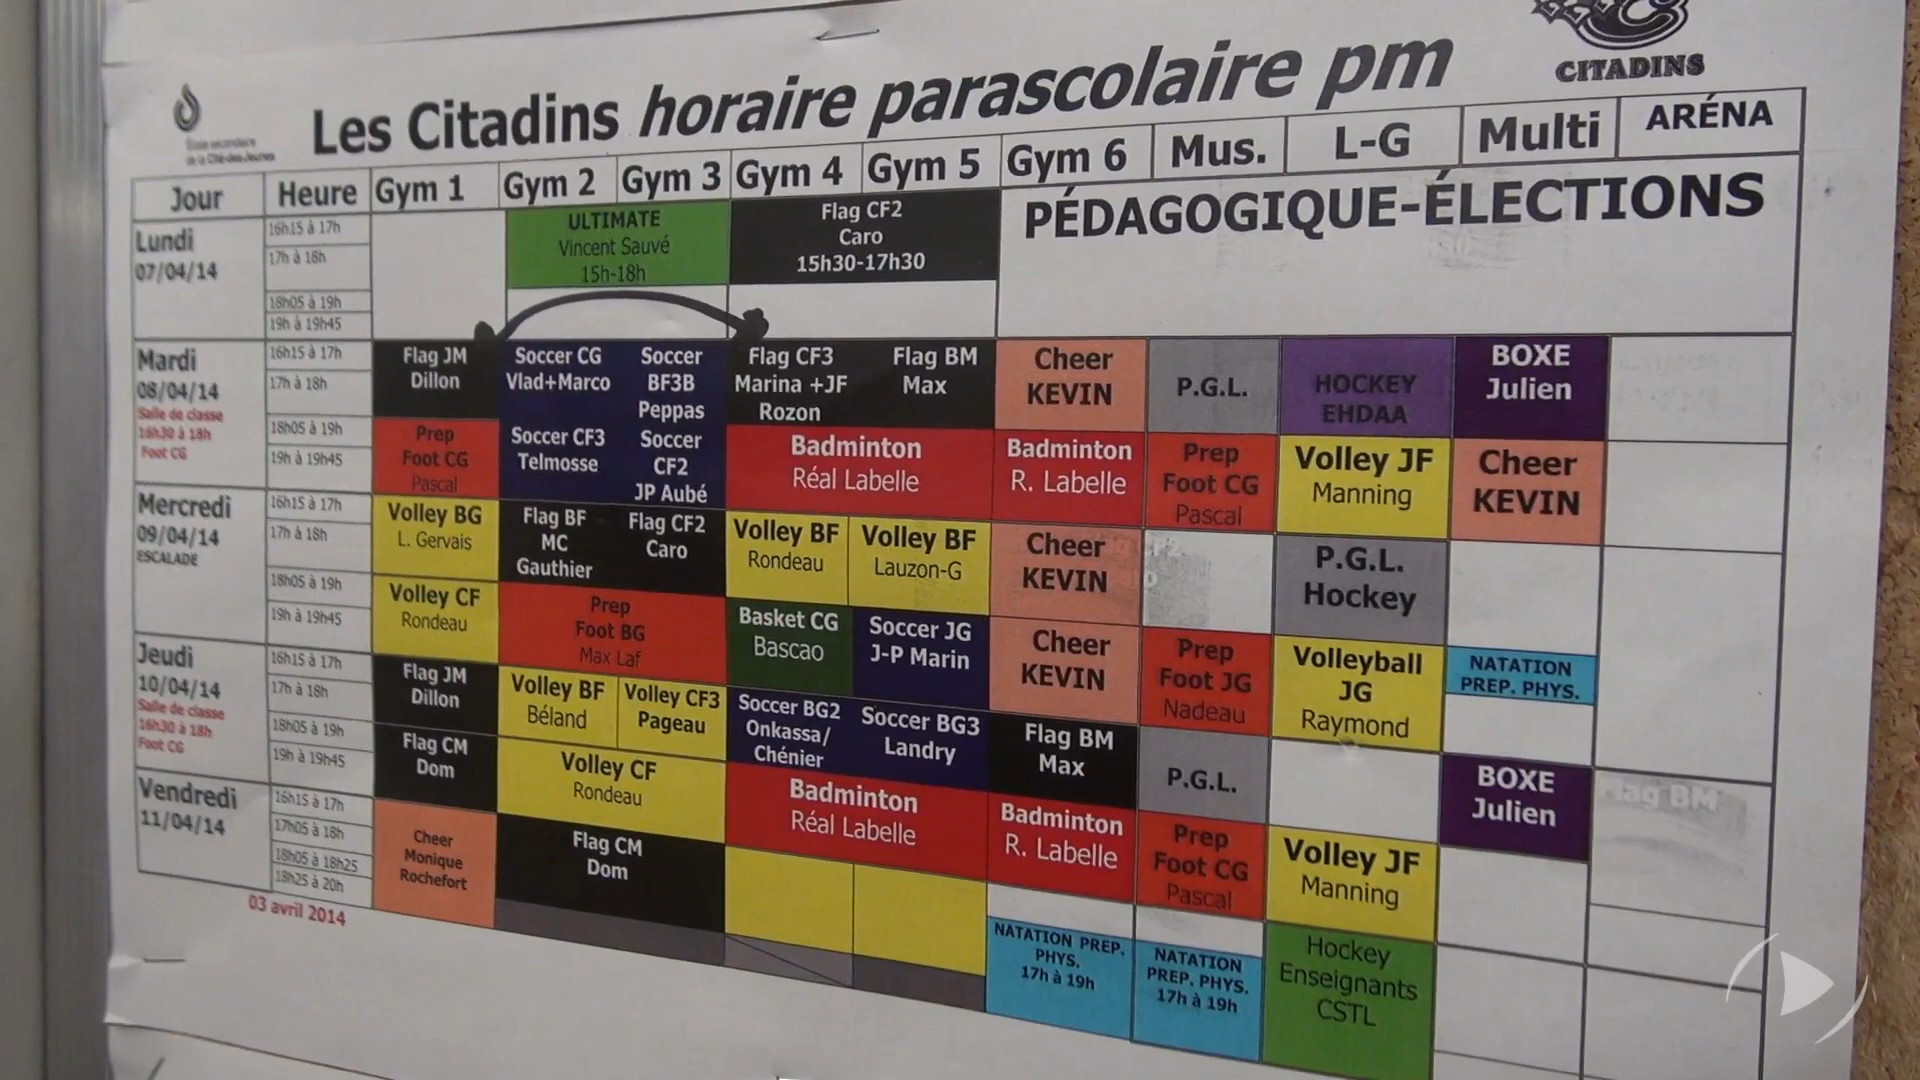 CITADINS
École secondaire
de la Cité-des-Jeunes
Les Citadins horaire parascolaire pm
Jour Heure Gym 1 Gym 2 Gym 3 Gym 4 Gym 5 Gym 6 Mus. L-G Multi ARÉNA
Lundi
07/04/14
16h15 à 17h
17h à 18h
18h05 à 19h
19h à 19h45
ULTIMATE
Vincent Sauvé
15h-18h
Flag CF2
Caro
15h30-17h30
PÉDAGOGIQUE-ÉLECTIONS
Mardi
08/04/14
Salle de classe
16h30 à 18h
Foot CG
16h15 à 17h
17h à 18h
18h05 à 19h
19h à 19h45
Flag JM
Dillon
Soccer CG
Vlad+Marco
Soccer
BF3B
Peppas
Flag CF3
Marina +JF
Rozon
Flag BM
Max
Cheer
KEVIN
P.G.L.
HOCKEY
EHDAA
BOXE
Julien
Prep
Foot CG
Pascal
Soccer CF3
Telmosse
Soccer
CF2
JP Aubé
Badminton
Réal Labelle
Badminton
R. Labelle
Prep
Foot CG
Pascal
Volley JF
Manning
Cheer
KEVIN
Mercredi
09/04/14
ESCALADE
16h15 à 17h
17h à 18h
18h05 à 19h
19h à 19h45
Volley BG
L. Gervais
Flag BF
MC
Gauthier
Flag CF2
Caro
Volley BF
Rondeau
Volley BF
Lauzon-G
Cheer
KEVIN
P.G.L.
Hockey
Volley CF
Rondeau
Prep
Foot BG
Max Laf
Basket CG
Bascao
Soccer JG
J-P Marin
Cheer
KEVIN
Prep
Foot JG
Nadeau
Volleyball
JG
Raymond
NATATION
PREP. PHYS.
Jeudi
10/04/14
Salle de classe
16h30 à 18h
Foot CG
16h15 à 17h
17h à 18h
18h05 à 19h
19h à 19h45
Flag JM
Dillon
Volley BF
Béland
Volley CF3
Pageau
Soccer BG2
Onkassa/
Chénier
Soccer BG3
Landry
Flag BM
Max
P.G.L.
BOXE
Julien
Flag BM
Flag CM
Dom
Volley CF
Rondeau
Badminton
Réal Labelle
Badminton
R. Labelle
Prep
Foot CG
Pascal
Volley JF
Manning
Vendredi
11/04/14
16h15 à 17h
17h05 à 18h
18h05 à 18h25
18h25 à 20h
Cheer
Monique
Rochefort
Flag CM
Dom
NATATION PREP.
PHYS.
17h à 19h
NATATION
PREP. PHYS.
17h à 19h
Hockey
Enseignants
CSTL
03 avril 2014